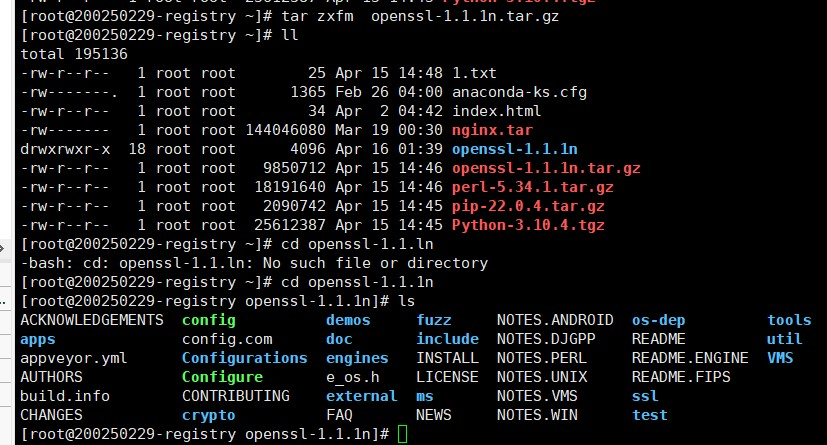 [root@200250229-registry ~]# tar zxfm  openssl-1.1.1n.tar.gz
[root@200250229-registry ~]# ll
total 195136
-rw-r--r--   1 root root        25 Apr 15 14:48 1.txt
-rw-------.  1 root root      1365 Feb 26 04:00 anaconda-ks.cfg
-rw-r--r--   1 root root        34 Apr  2 04:42 index.html
-rw-------   1 root root 144046080 Mar 19 00:30 nginx.tar
drwxrwxr-x  18 root root      4096 Apr 16 01:39 openssl-1.1.1n
-rw-r--r--   1 root root   9850712 Apr 15 14:46 openssl-1.1.1n.tar.gz
-rw-r--r--   1 root root  18191640 Apr 15 14:46 perl-5.34.1.tar.gz
-rw-r--r--   1 root root   2090742 Apr 15 14:45 pip-22.0.4.tar.gz
-rw-r--r--   1 root root  25612387 Apr 15 14:45 Python-3.10.4.tgz
[root@200250229-registry ~]# cd openssl-1.1.ln
-bash: cd: openssl-1.1.ln: No such file or directory
[root@200250229-registry ~]# cd openssl-1.1.1n
[root@200250229-registry openssl-1.1.1n]# ls
ACKNOWLEDGEMENTS  config          demos     fuzz     NOTES.ANDROID  os-dep         tools
apps              config.com      doc       include  NOTES.DJGPP    README         util
appveyor.yml      Configurations  engines   INSTALL  NOTES.PERL     README.ENGINE  VMS
AUTHORS           Configure       e_os.h    LICENSE  NOTES.UNIX     README.FIPS
build.info        CONTRIBUTING    external  ms       NOTES.VMS      ssl
CHANGES           crypto          FAQ       NEWS     NOTES.WIN      test
[root@200250229-registry openssl-1.1.1n]#